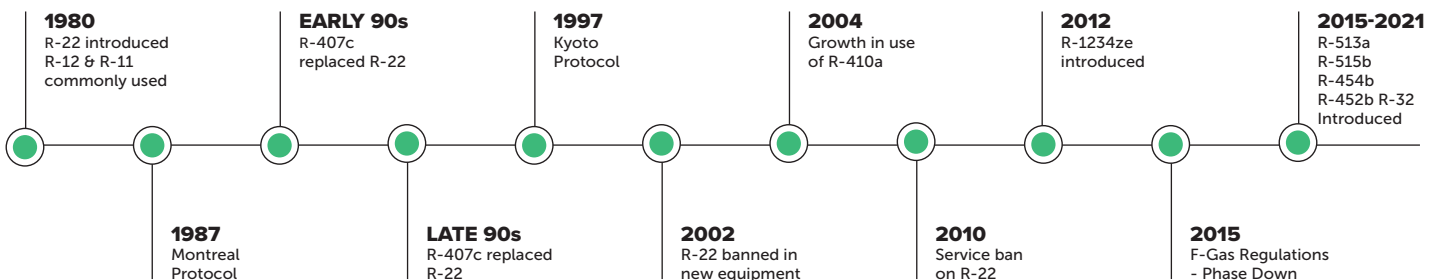 1980
R-22 introduced
R-12 & R-11
commonly used
1987
Montreal
Protocol
EARLY 90s
R-407c
replaced R-22
LATE 90s
R-407c replaced
R-22
1997
Kyoto
Protocol
2002
R-22 banned in
new equipment
2004
Growth in use
of R-410a
2010
Service ban
on R-22
2012
R-1234ze
introduced
2015
F-Gas Regulations
- Phase Down
2015-2021
R-513a
R-515b
R-454b
R-452b R-32
Introduced